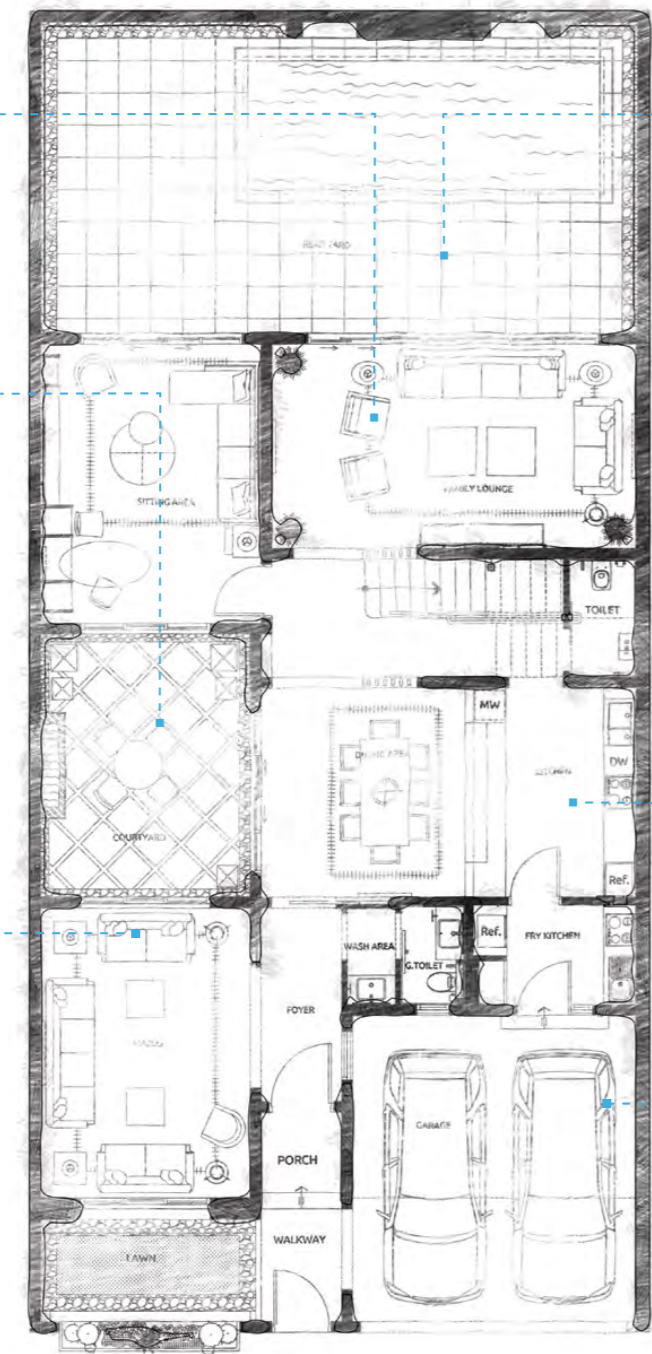 REAR YARD
SITTING AREA
FAMILY LOUNGE
TOILET
MW
DINING AREA
KITCHEN
DW
COURTYARD
Ref.
WASH AREA
G.TOILET
Ref.
FRY KITCHEN
FOYER
GARAGE
PORCH
WALKWAY
LAWN